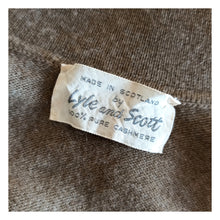 MADE IN SCOTLAND
by
Lyle and Scott
100% PURE CASHMERE